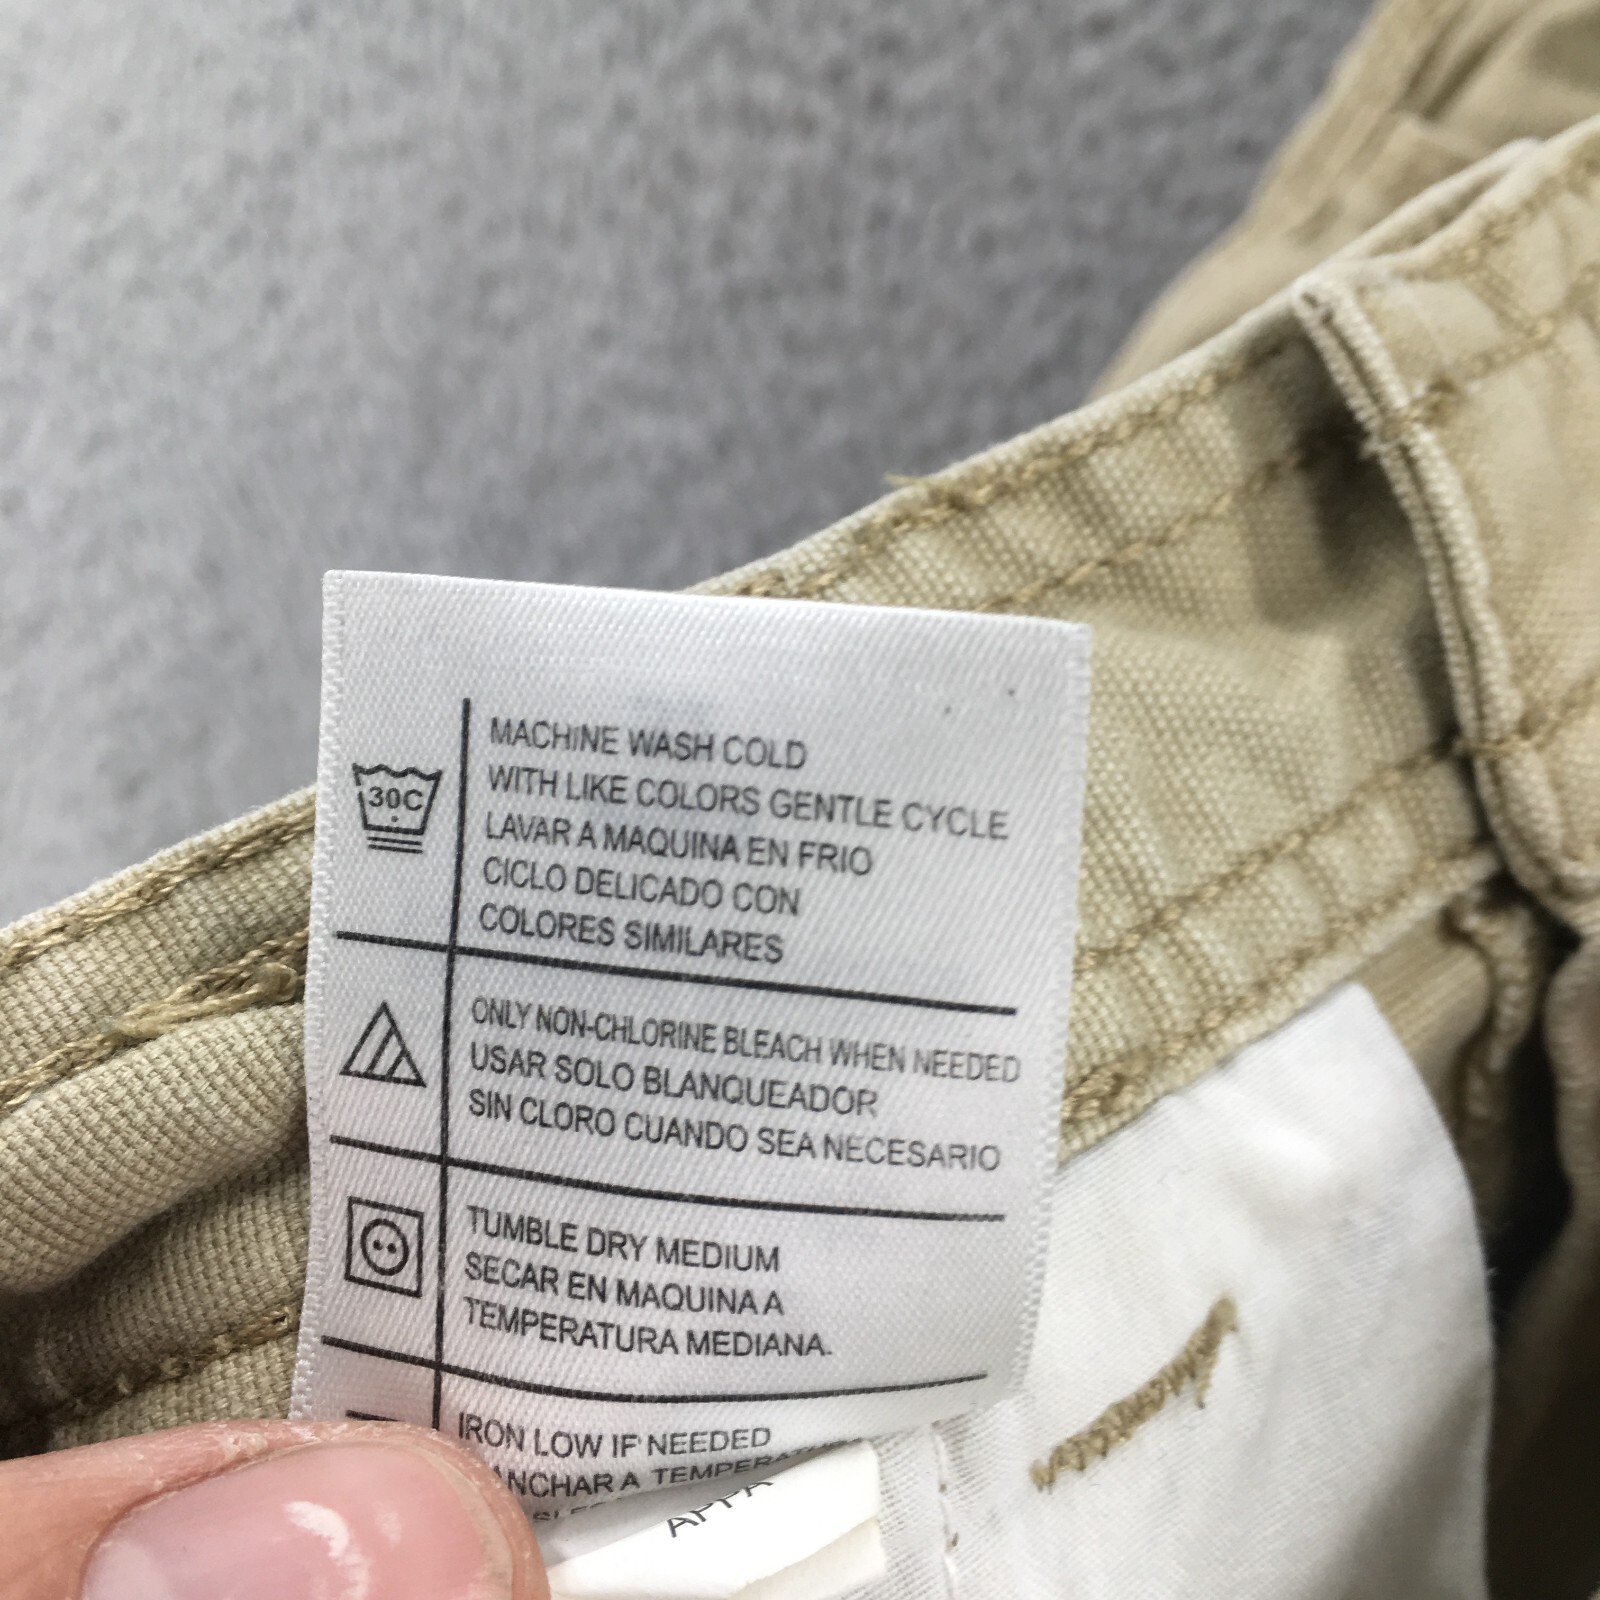 30C
MACHINE WASH COLD
WITH LIKE COLORS GENTLE CYCLE
LAVAR A MAQUINA EN FRIO
CICLO DELICADO CON
COLORES SIMILARES
ONLY NON-CHLORINE BLEACH WHEN NEEDED
USAR SOLO BLANQUEADOR
SIN CLORO CUANDO SEA NECESARIO
TUMBLE DRY MEDIUM
SECAR EN MAQUINA A
TEMPERATURA MEDIANA.
IRON LOW IF NEEDED
ANCHAR A TEMPERATURA